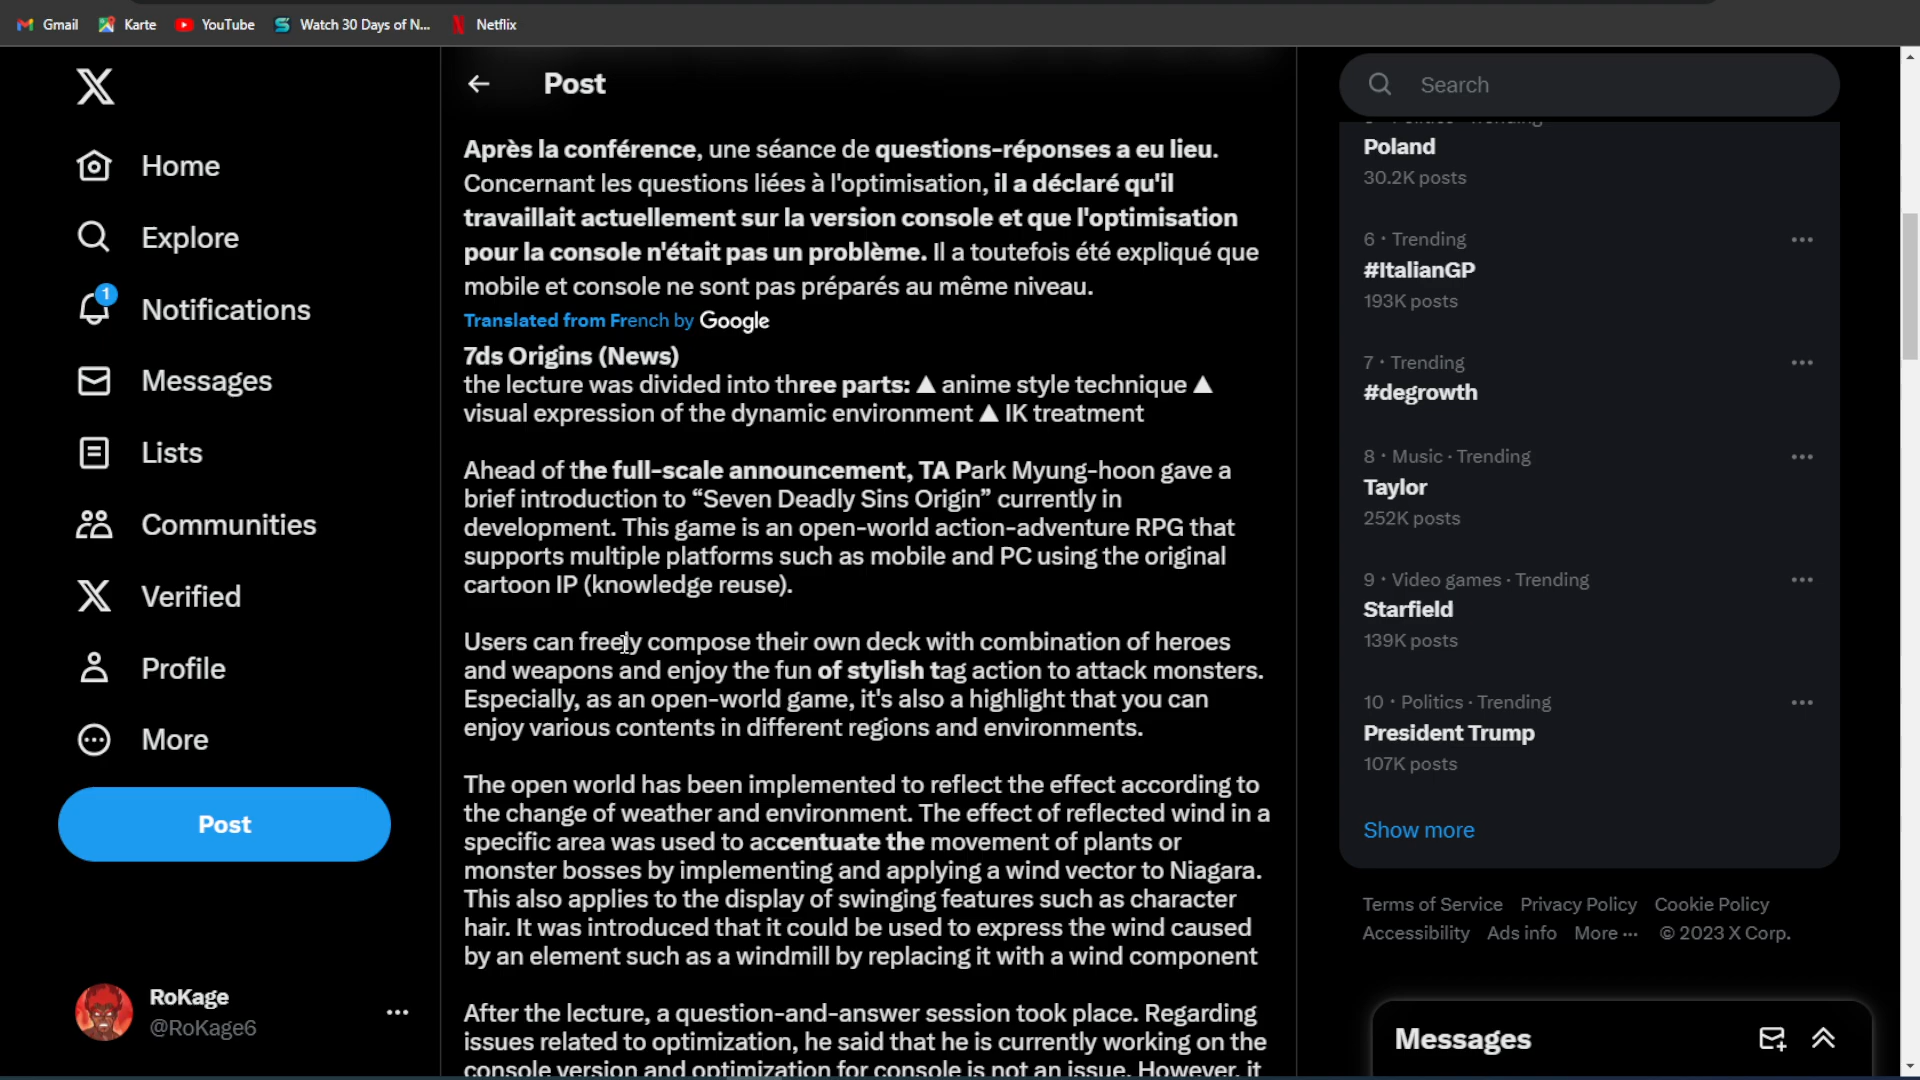 Gmail
Karte
YouTube
Watch 30 Days of N...
Netflix
Home
Explore
1
Notifications
Messages
Lists
Communities
Verified
Profile
More
Post
RoKage
@RoKage6
Post
Après la conférence, une séance de questions-réponses a eu lieu.
Concernant les questions liées à l'optimisation, il a déclaré qu'il
travaillait actuellement sur la version console et que l'optimisation
pour la console n'était pas un problème. Il a toutefois été expliqué que
mobile et console ne sont pas préparés au même niveau.
Translated from French by Google
7ds Origins (News)
the lecture was divided into three parts: ▲ anime style technique ▲
visual expression of the dynamic environment ▲ IK treatment
Ahead of the full-scale announcement, TA Park Myung-hoon gave a
brief introduction to “Seven Deadly Sins Origin” currently in
development. This game is an open-world action-adventure RPG that
supports multiple platforms such as mobile and PC using the original
cartoon IP (knowledge reuse).
Users can freely compose their own deck with combination of heroes
and weapons and enjoy the fun of stylish tag action to attack monsters.
Especially, as an open-world game, it's also a highlight that you can
enjoy various contents in different regions and environments.
The open world has been implemented to reflect the effect according to
the change of weather and environment. The effect of reflected wind in a
specific area was used to accentuate the movement of plants or
monster bosses by implementing and applying a wind vector to Niagara.
This also applies to the display of swinging features such as character
hair. It was introduced that it could be used to express the wind caused
by an element such as a windmill by replacing it with a wind component
After the lecture, a question-and-answer session took place. Regarding
issues related to optimization, he said that he is currently working on the
console version and optimization for console is not an issue. However, it
Search
Poland
30.2K posts
6 · Trending
#ItalianGP
193K posts
7 · Trending
#degrowth
8 · Music · Trending
Taylor
252K posts
9 · Video games · Trending
Starfield
139K posts
10 · Politics · Trending
President Trump
107K posts
Show more
Terms of Service Privacy Policy Cookie Policy
Accessibility Ads info More ··· © 2023 X Corp.
Messages